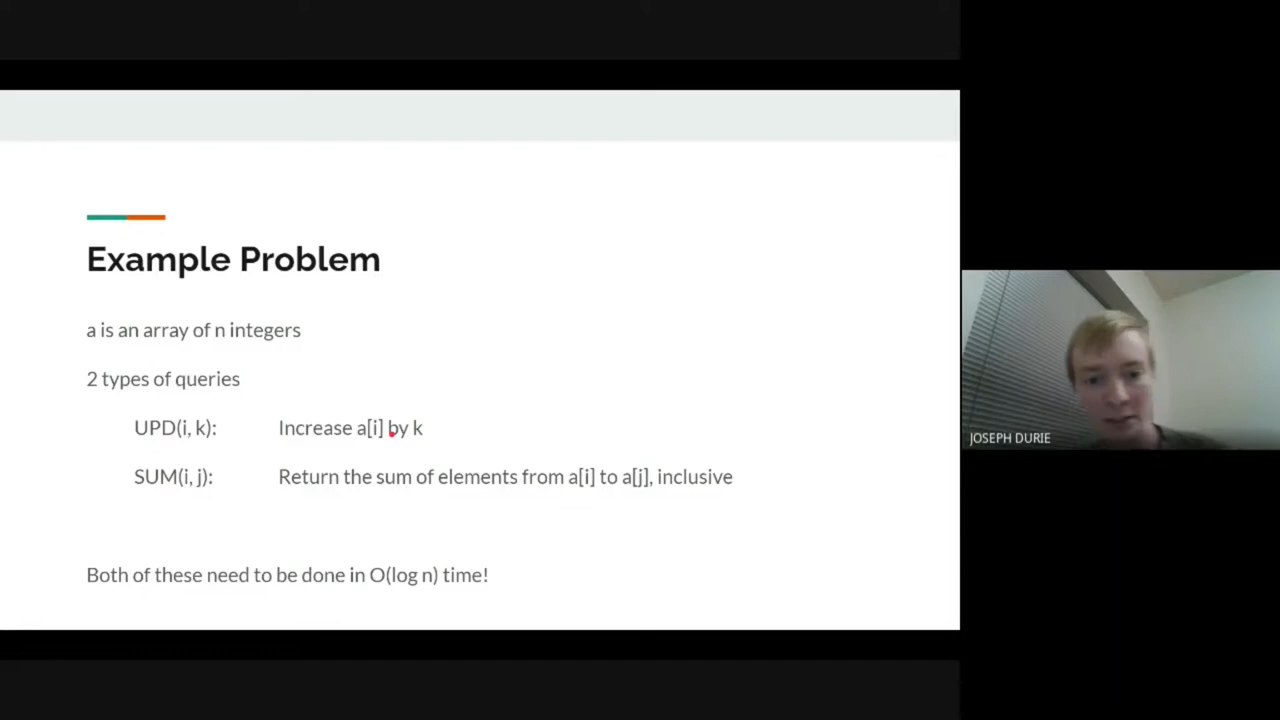 Example Problem
a is an array of n integers
2 types of queries
UPD(i, k): Increase a[i] by k
SUM(i, j): Return the sum of elements from a[i] to a[j], inclusive
Both of these need to be done in O(log n) time!
JOSEPH DURIE